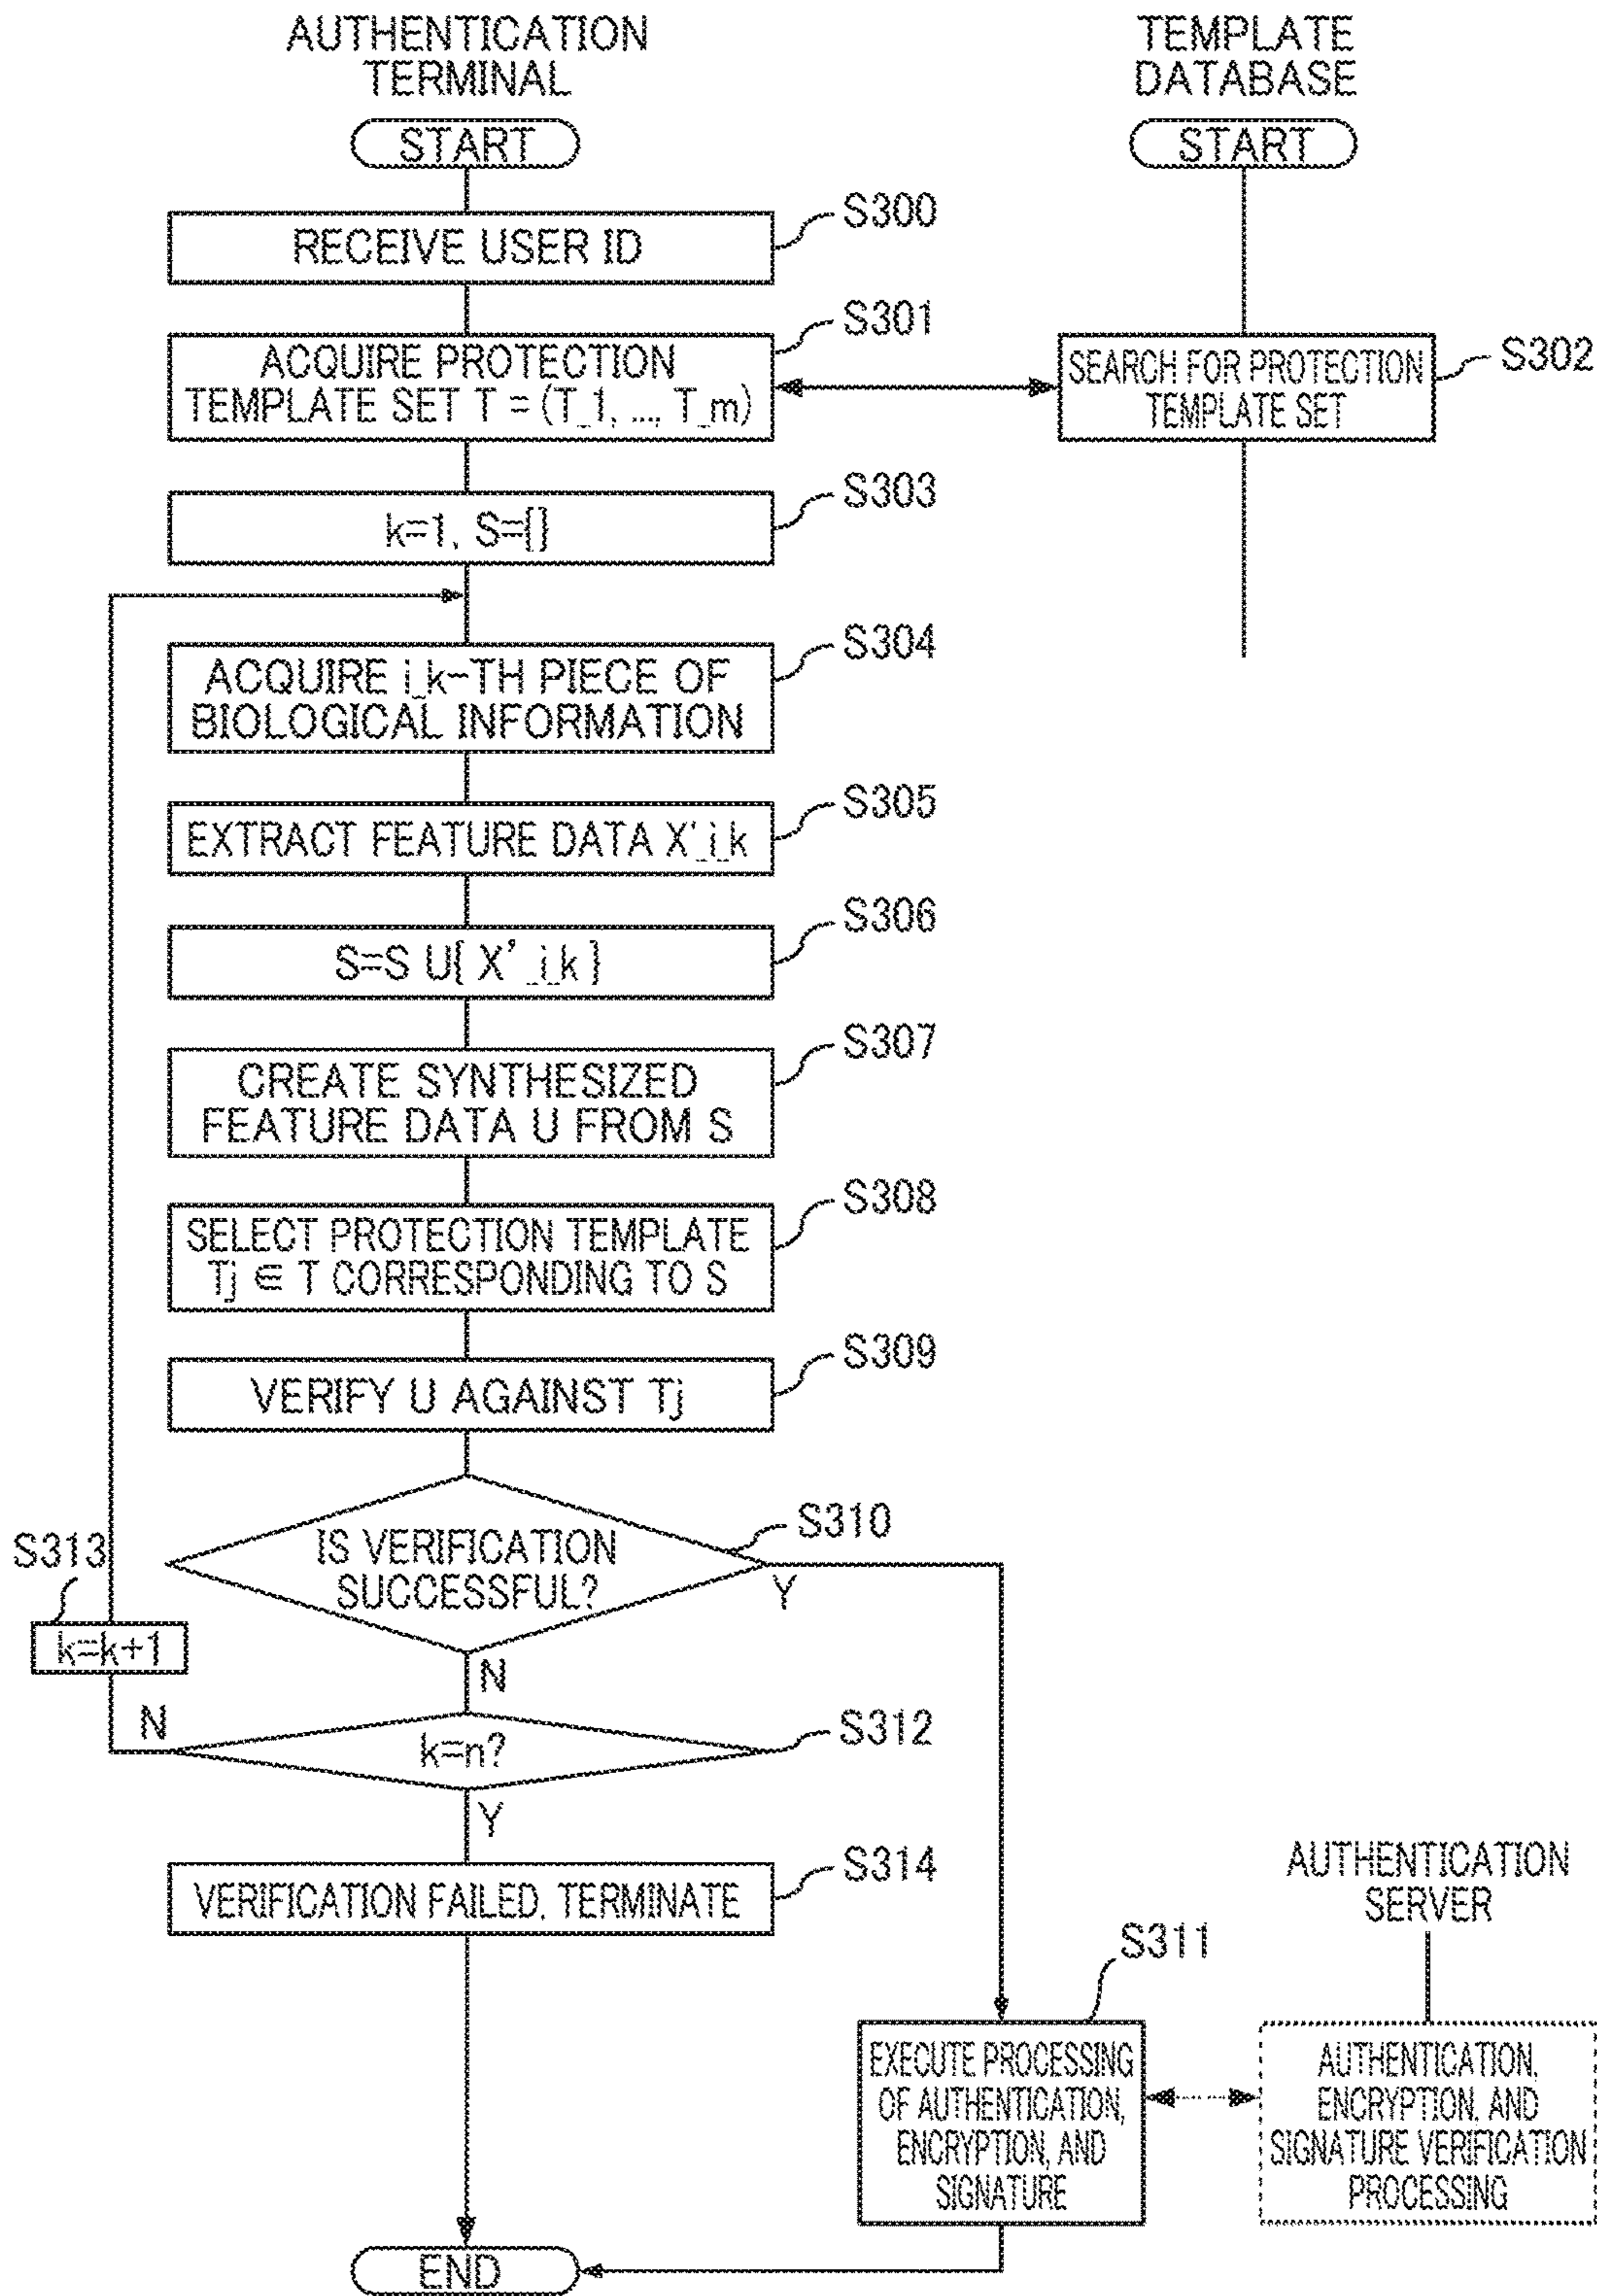 AUTHENTICATION
TERMINAL
TEMPLATE
DATABASE
START
START
RECEIVE USER ID
S300
ACQUIRE PROTECTION
TEMPLATE SET T = (T_1, ..., T_m)
S301
SEARCH FOR PROTECTION
TEMPLATE SET
S302
k=1, S={}
S303
ACQUIRE i_k-TH PIECE OF
BIOLOGICAL INFORMATION
S304
EXTRACT FEATURE DATA X'_i_k
S305
S=S U{ X'_i_k }
S306
CREATE SYNTHESIZED
FEATURE DATA U FROM S
S307
SELECT PROTECTION TEMPLATE
Tj ∈ T CORRESPONDING TO S
S308
VERIFY U AGAINST Tj
S309
IS VERIFICATION
SUCCESSFUL?
S310
Y
N
S313
k=k+1
N
k=n?
S312
Y
VERIFICATION FAILED, TERMINATE
S314
AUTHENTICATION
SERVER
S311
EXECUTE PROCESSING
OF AUTHENTICATION,
ENCRYPTION, AND
SIGNATURE
AUTHENTICATION,
ENCRYPTION, AND
SIGNATURE VERIFICATION
PROCESSING
END